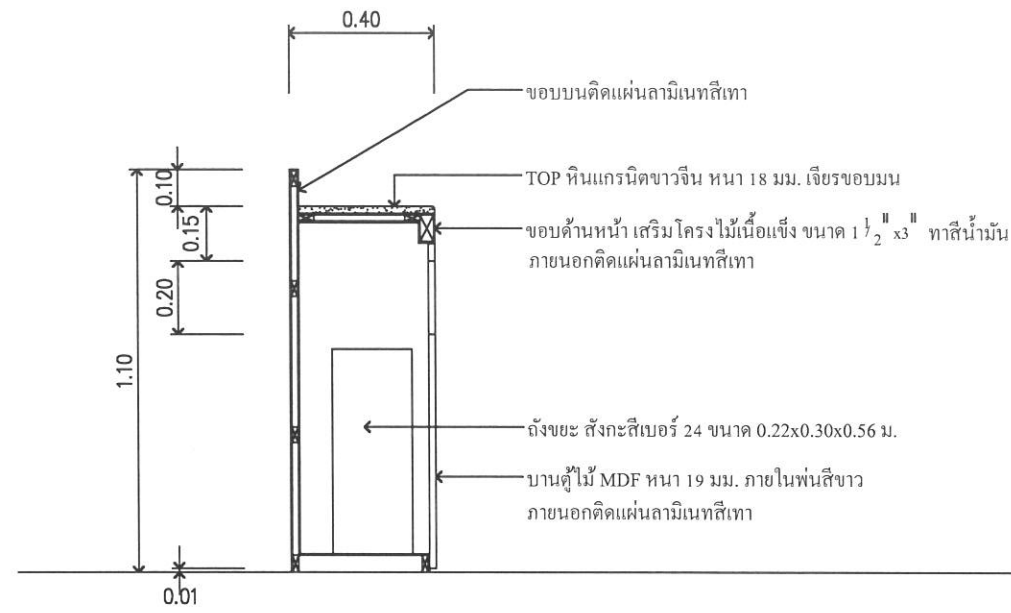 0.40
ขอบบนติดแผ่นลามิเนทสีเทา
0.10
TOP หินแกรนิตขาวจีน หนา 18 มม. เจียรขอบมน
0.15
ขอบด้านหน้า เสริมโครงไม้เนื้อแข็ง ขนาด 1 1/2" x3" ทาสีน้ำมัน
ภายนอกติดแผ่นลามิเนทสีเทา
0.20
1.10
ถังขยะ สังกะสีเบอร์ 24 ขนาด 0.22x0.30x0.56 ม.
บานตู้ไม้ MDF หนา 19 มม. ภายในพ่นสีขาว
ภายนอกติดแผ่นลามิเนทสีเทา
0.01